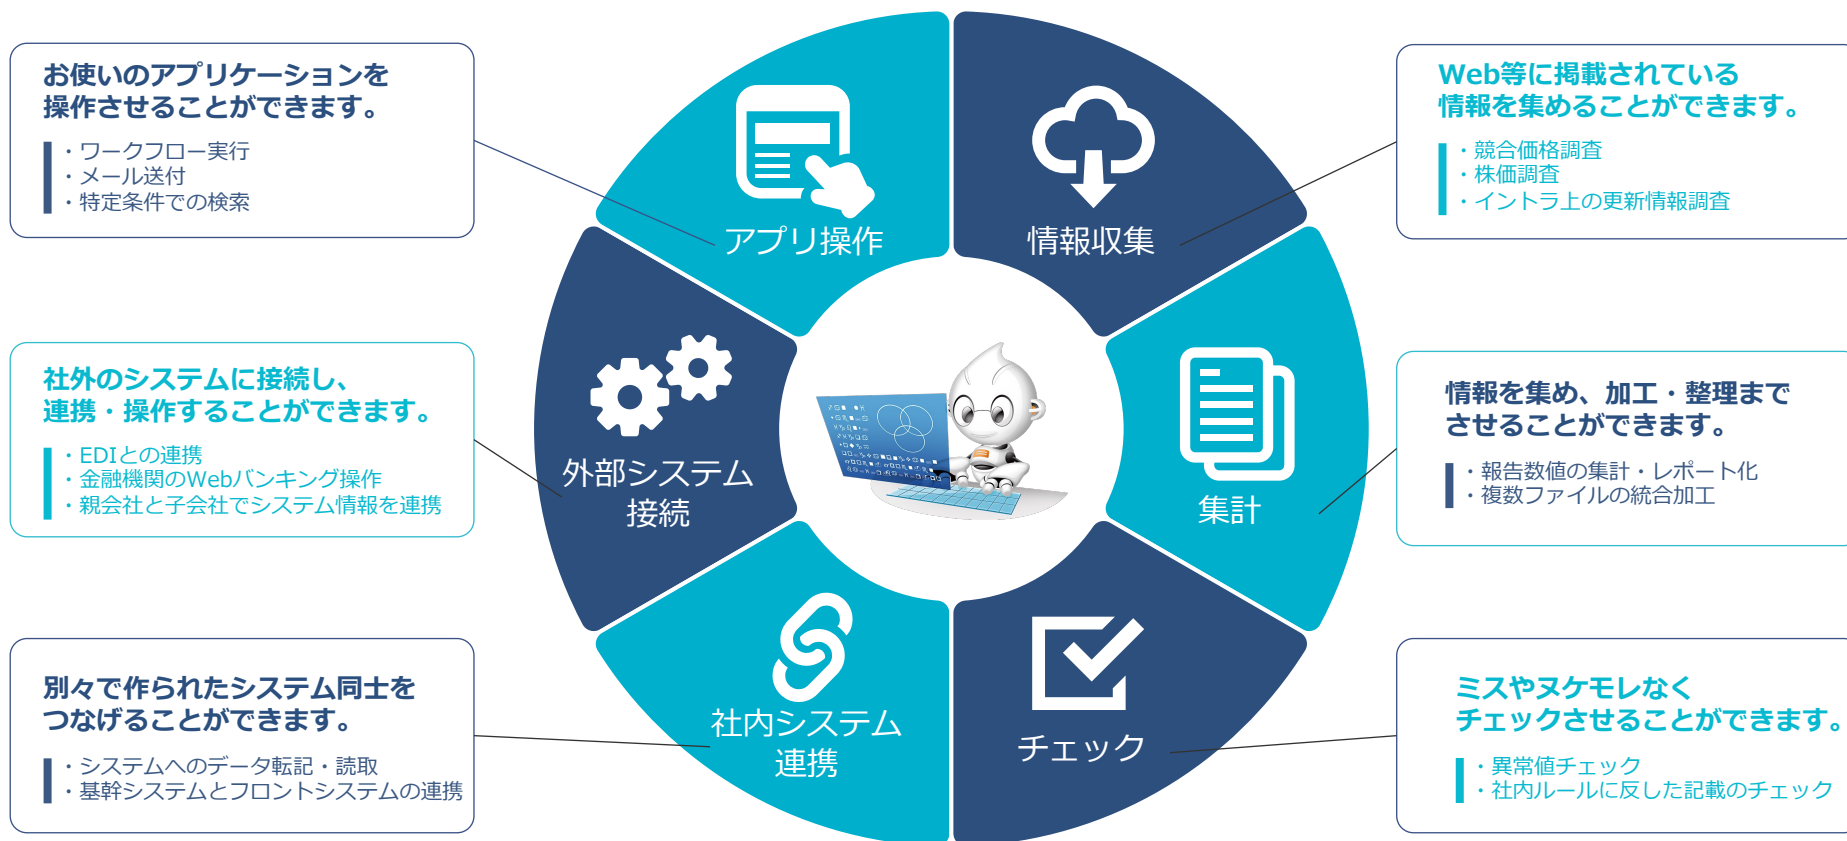 お使いのアプリケーションを
操作させることができます。
・ワークフロー実行
・メール送付
・特定条件での検索
社外のシステムに接続し、
連携・操作することができます。
・EDIとの連携
・金融機関のWebバンキング操作
・親会社と子会社でシステム情報を連携
別々で作られたシステム同士を
つなげることができます。
・システムへのデータ転記・読取
・基幹システムとフロントシステムの連携
アプリ操作
情報収集
外部システム
接続
集計
社内システム
連携
チェック
Web等に掲載されている
情報を集めることができます。
・競合価格調査
・株価調査
・イントラ上の更新情報調査
情報を集め、加工・整理まで
させることができます。
・報告数値の集計・レポート化
・複数ファイルの統合加工
ミスやヌケモレなく
チェックさせることができます。
・異常値チェック
・社内ルールに反した記載のチェック